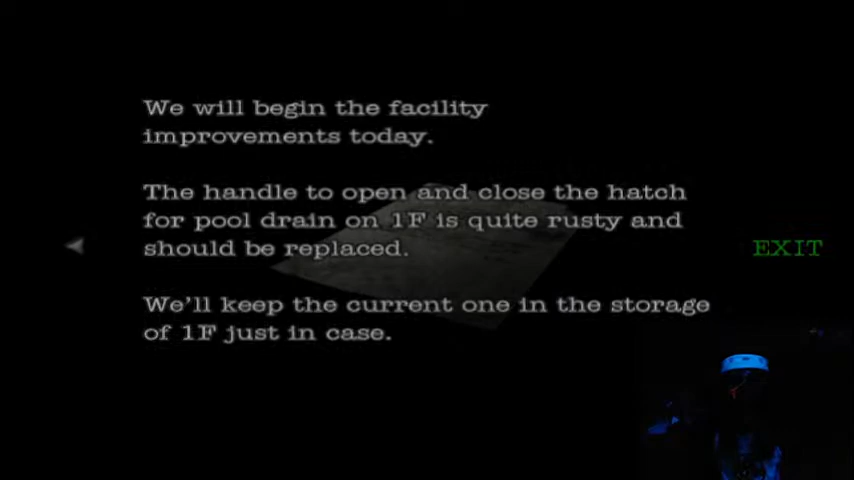 We will begin the facility
improvements today.
The handle to open and close the hatch
for pool drain on 1F is quite rusty and
should be replaced.
EXIT
We'll keep the current one in the storage
of 1F just in case.